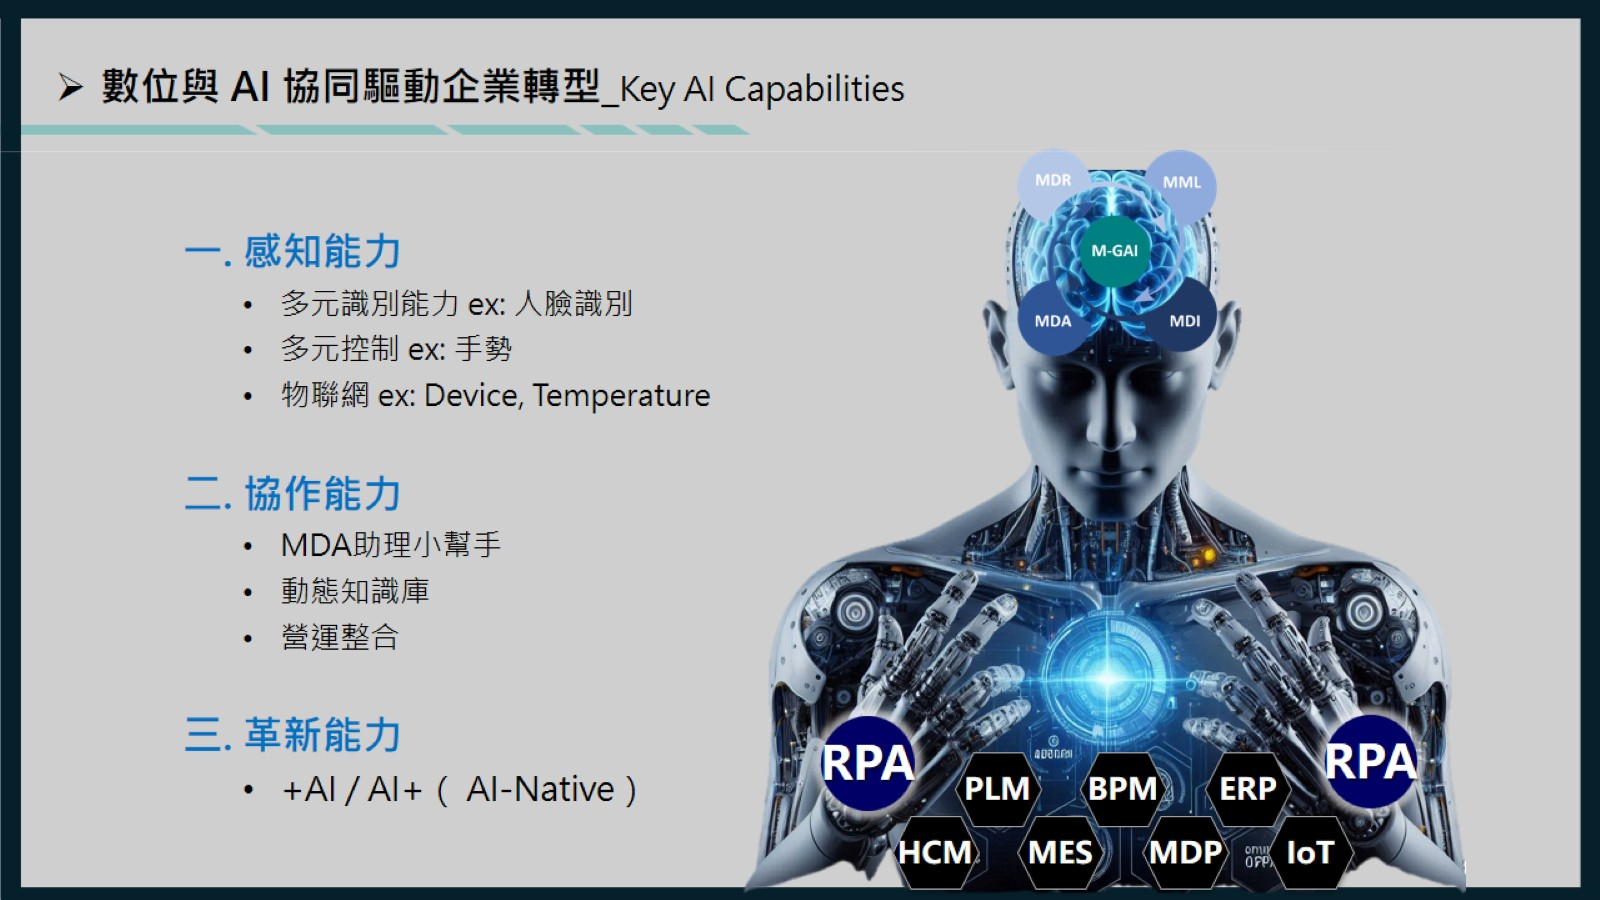 ➢ 數位與 AI 協同驅動企業轉型_Key AI Capabilities
一. 感知能力
• 多元識別能力 ex: 人臉識別
• 多元控制 ex: 手勢
• 物聯網 ex: Device, Temperature
二. 協作能力
• MDA助理小幫手
• 動態知識庫
• 營運整合
三. 革新能力
• +AI / AI+ ( AI-Native )
MDR
MML
M-GAI
MDA
MDI
RPA
RPA
PLM
BPM
ERP
HCM
MES
MDP
IoT